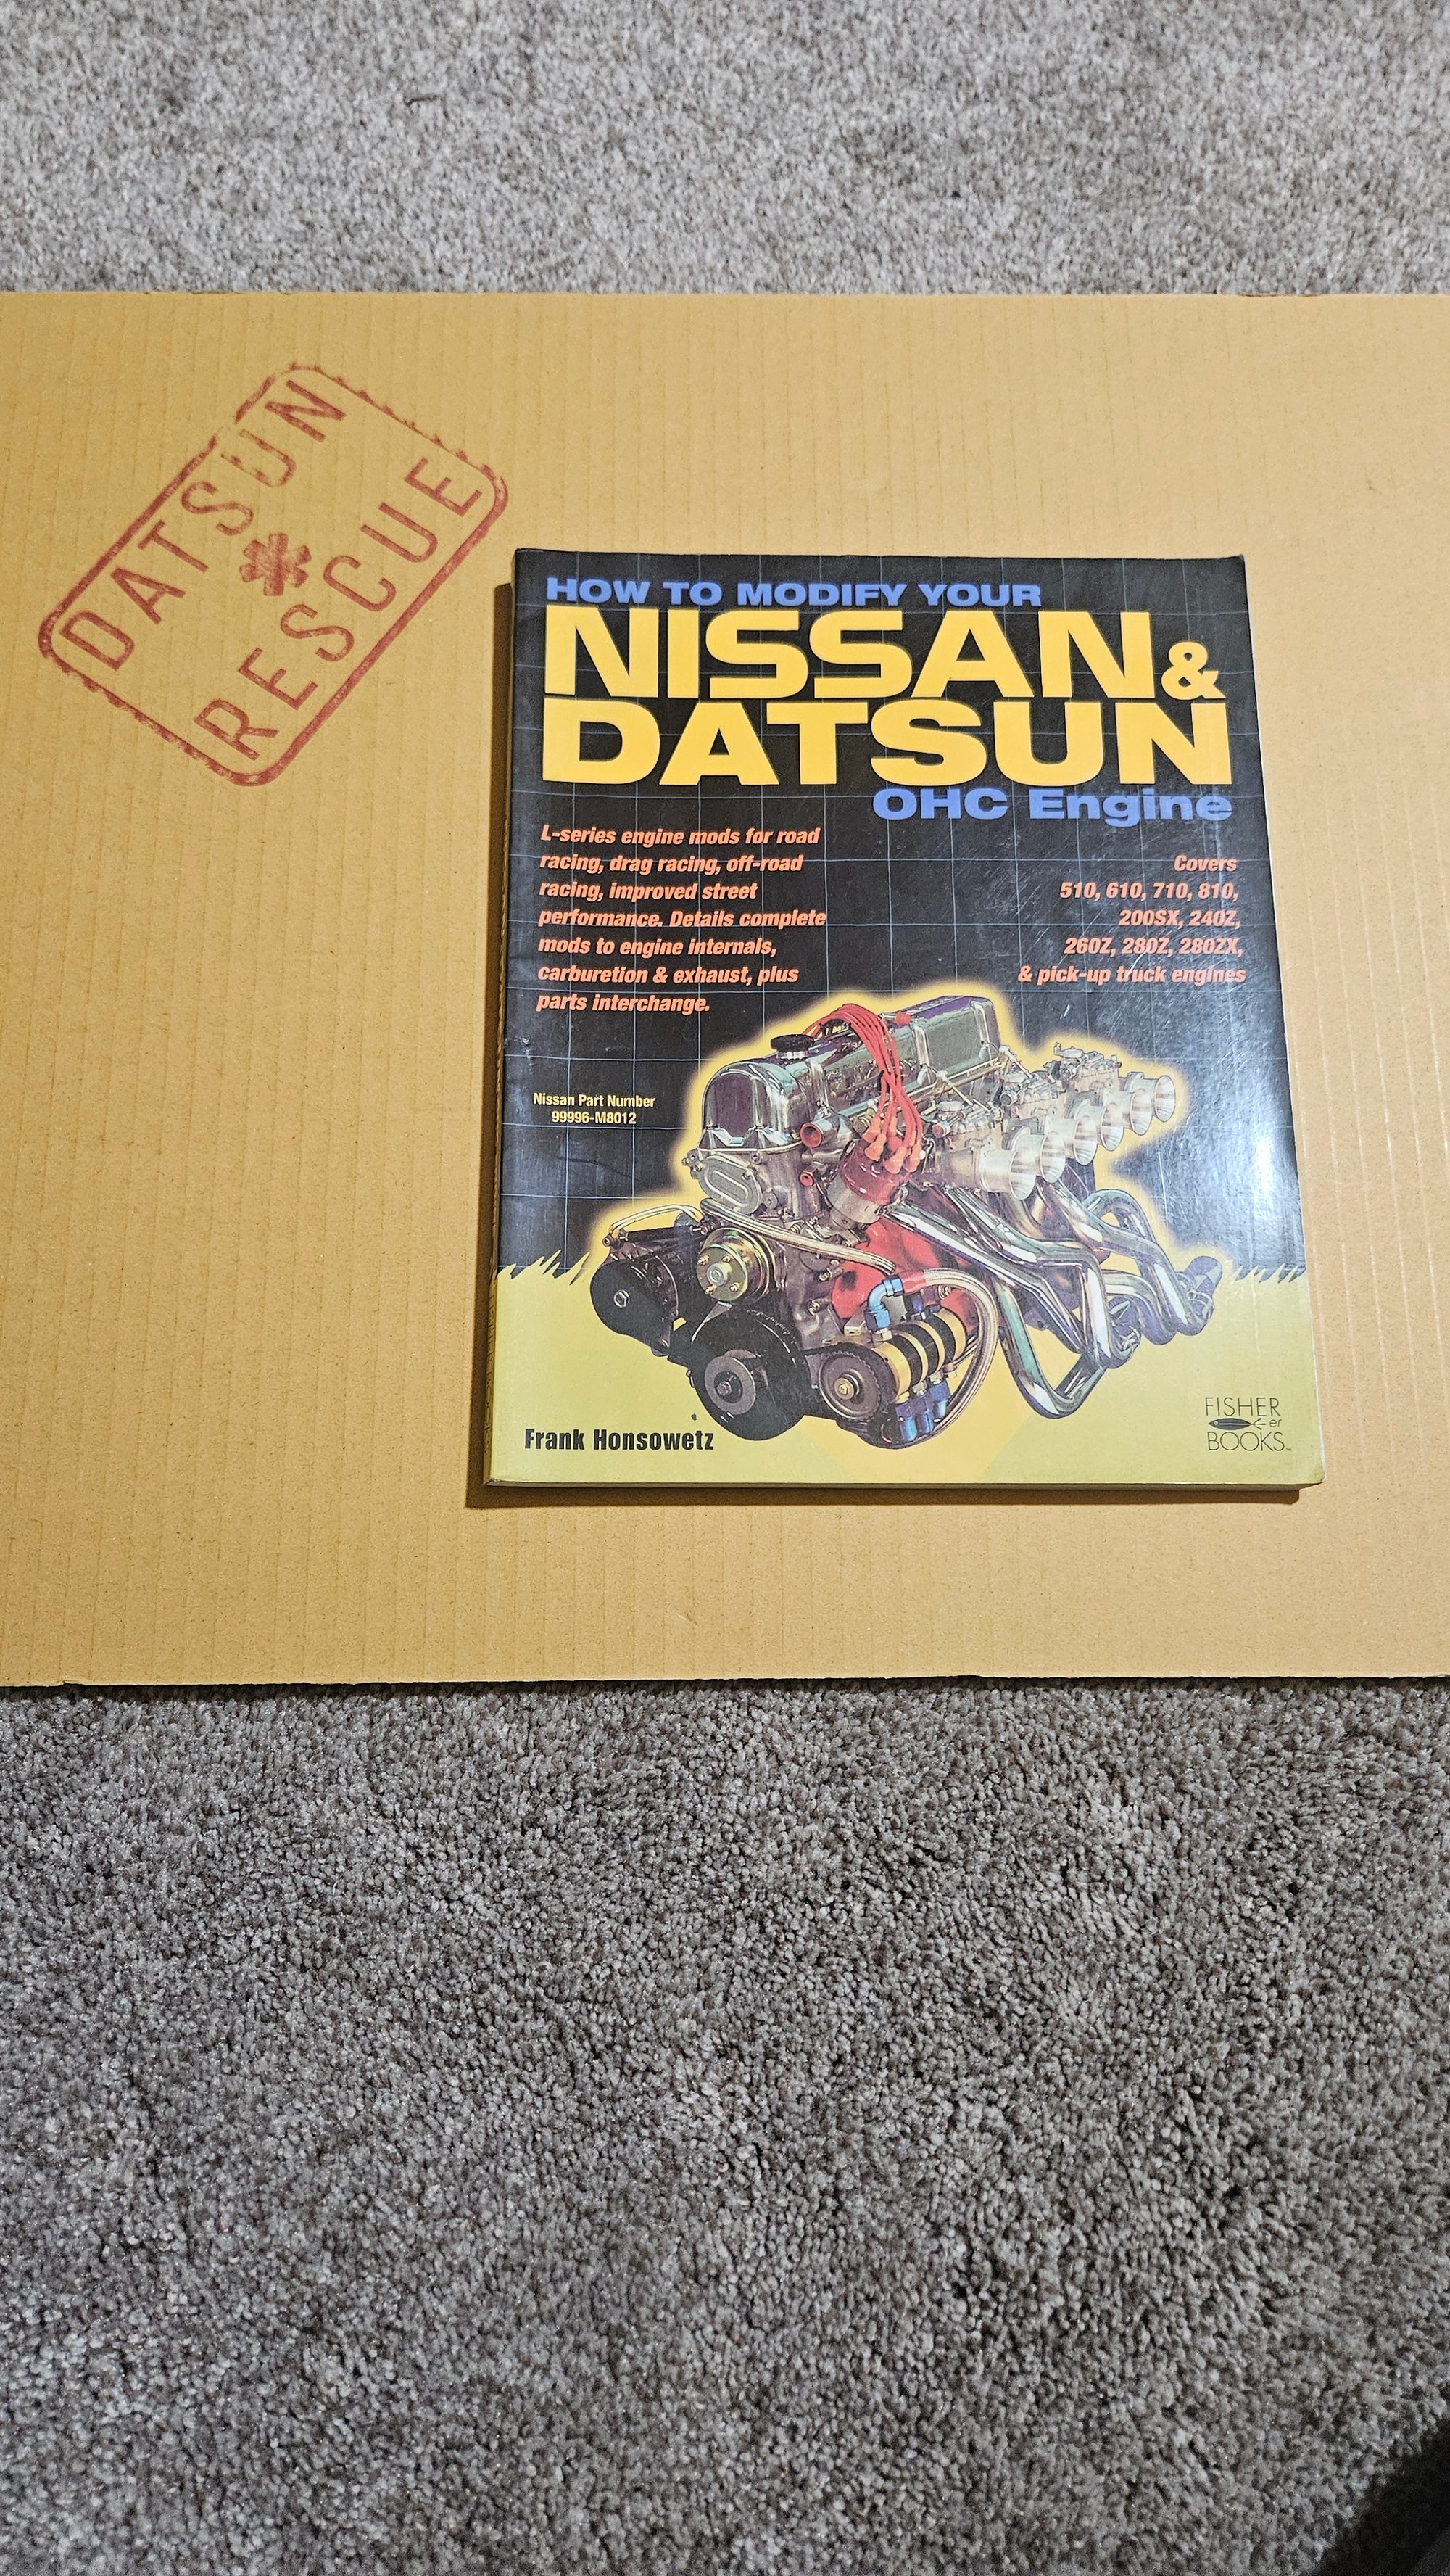 DATSUN
RESCUE
HOW TO MODIFY YOUR
NISSAN &
DATSUN
OHC Engine
L-series engine mods for road
racing, drag racing, off-road
racing, improved street
performance. Details complete
mods to engine internals,
carburetion & exhaust, plus
parts interchange.
Covers
510, 610, 710, 810,
200SX, 240Z,
260Z, 280Z, 280ZX,
& pick-up truck engines
Nissan Part Number
99996-M8012
Frank Honsowetz
FISHER
er
BOOKS